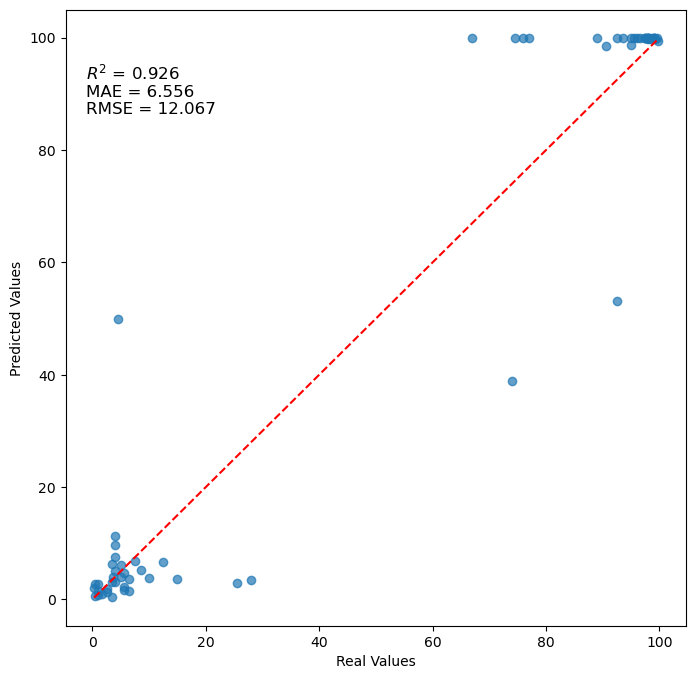 R² = 0.926
MAE = 6.556
RMSE = 12.067
100
80
60
40
20
0
Predicted Values
0 20 40 60 80 100
Real Values